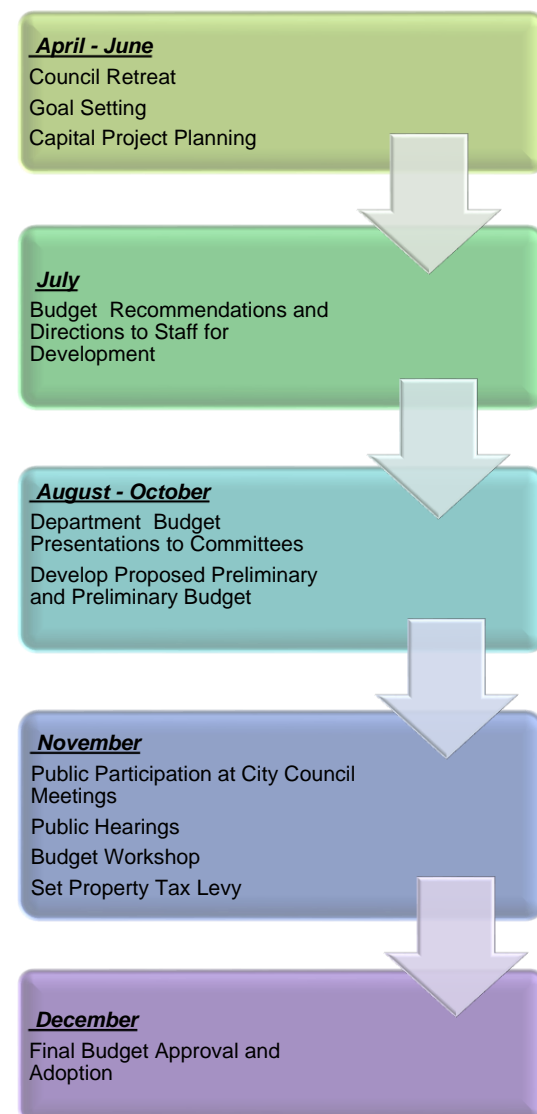 April - June
Council Retreat
Goal Setting
Capital Project Planning
July
Budget Recommendations and
Directions to Staff for
Development
August - October
Department Budget
Presentations to Committees
Develop Proposed Preliminary
and Preliminary Budget
November
Public Participation at City Council
Meetings
Public Hearings
Budget Workshop
Set Property Tax Levy
December
Final Budget Approval and
Adoption